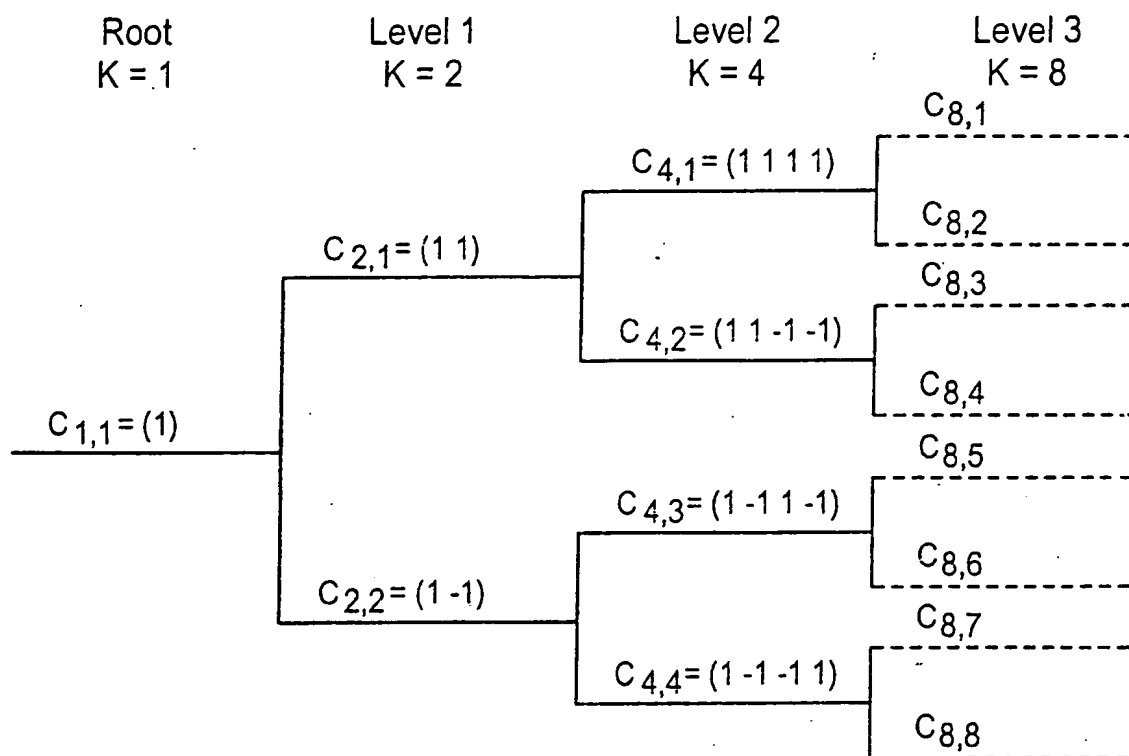 Root Level 1 Level 2 Level 3
K = 1 K = 2 K = 4 K = 8
C8,1
C4,1= (1 1 1 1)
C8,2
C2,1= (1 1)
C8,3
C4,2= (1 1 -1 -1)
C8,4
C1,1= (1)
C8,5
C4,3= (1 -1 1 -1)
C8,6
C2,2= (1 -1)
C8,7
C4,4= (1 -1 -1 1)
C8,8